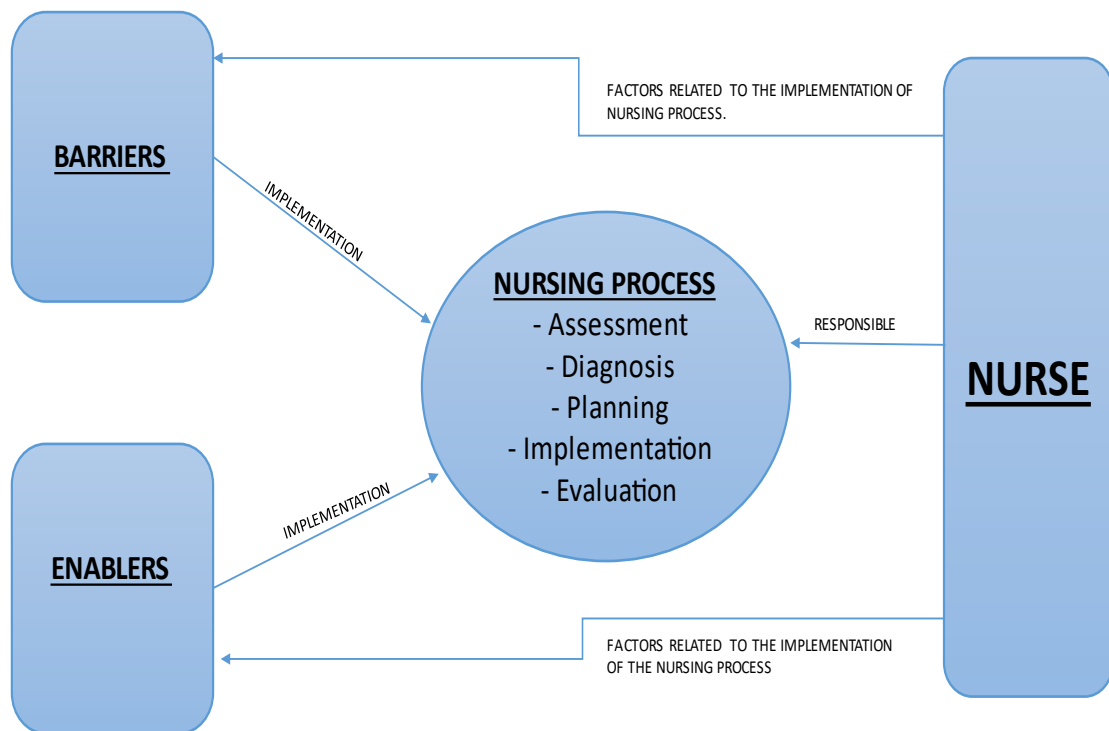 FACTORS RELATED TO THE IMPLEMENTATION OF
NURSING PROCESS.
BARRIERS
IMPLEMENTATION
NURSING PROCESS
- Assessment
- Diagnosis
- Planning
- Implementation
- Evaluation
RESPONSIBLE
NURSE
IMPLEMENTATION
ENABLERS
FACTORS RELATED TO THE IMPLEMENTATION
OF THE NURSING PROCESS